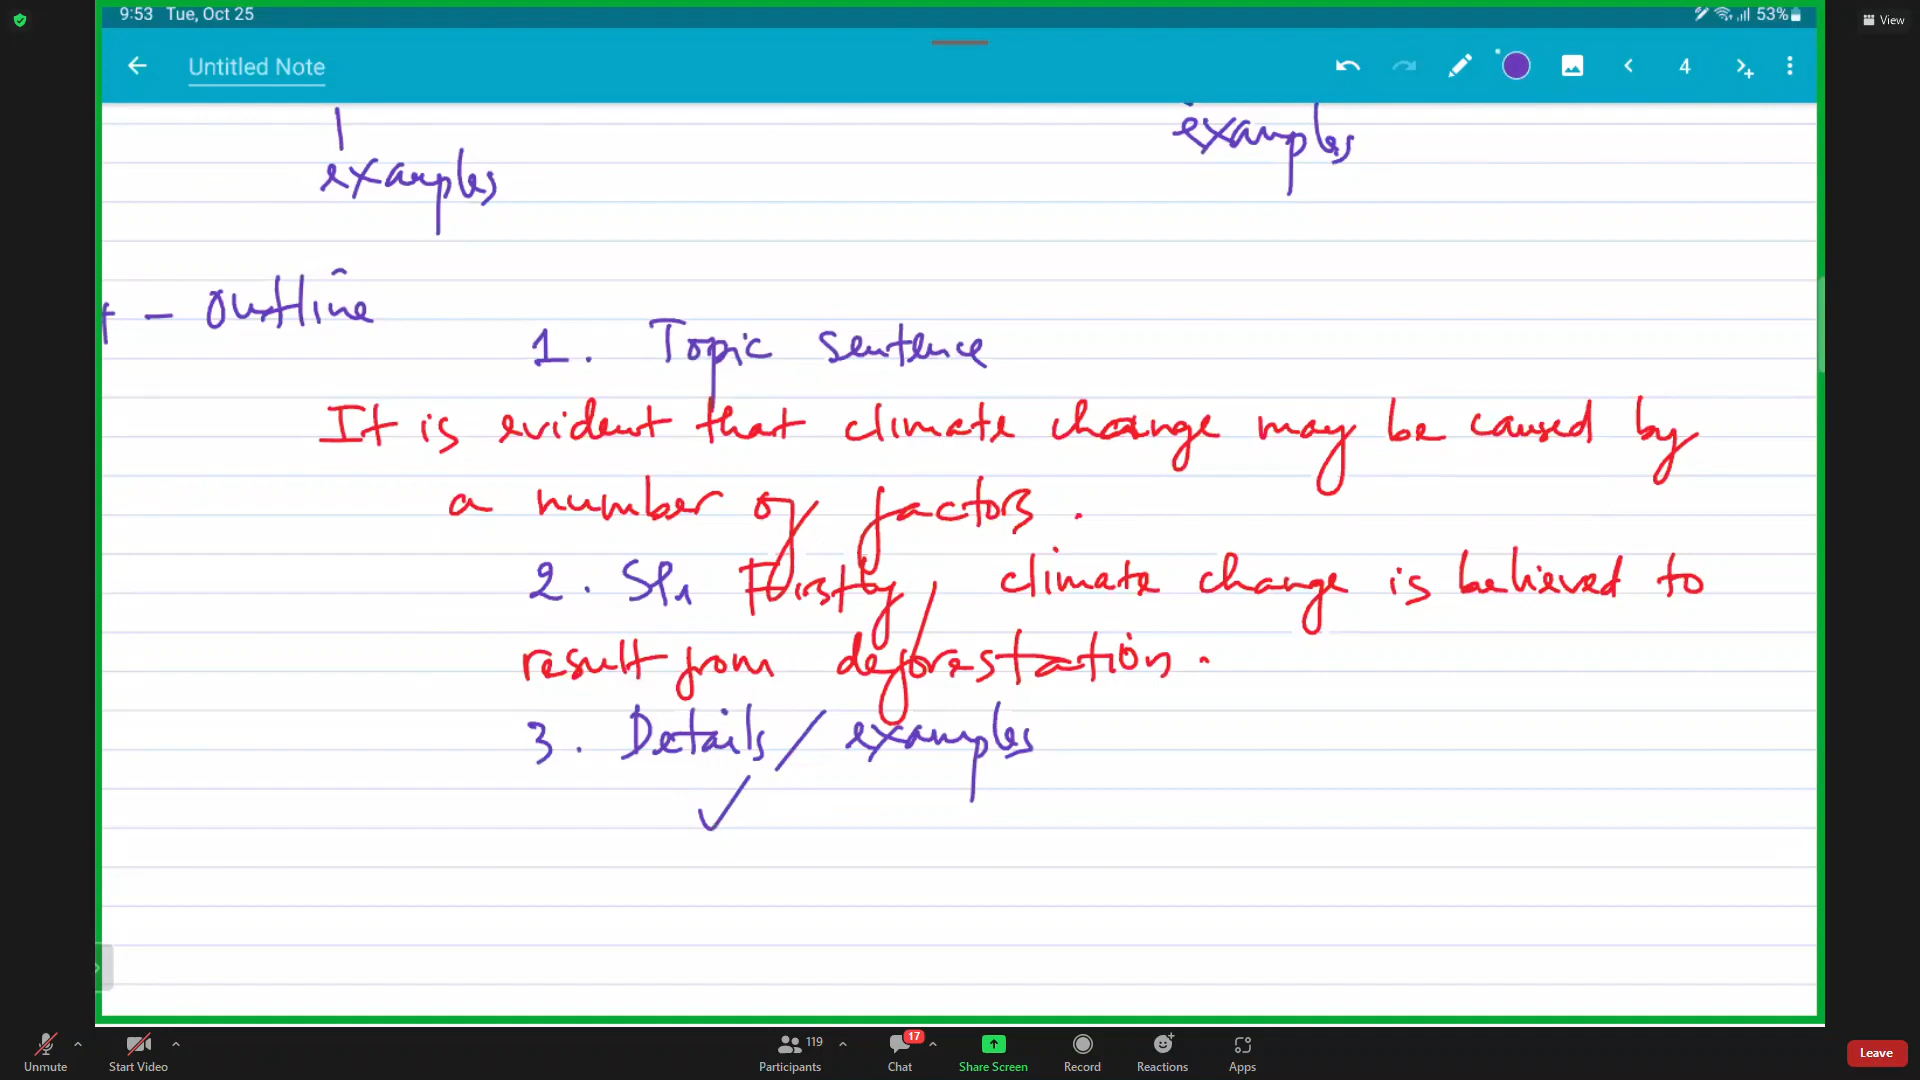 9:53 Tue, Oct 25
53%
View
Untitled Note
4
examples
examples
- outline
1. Topic sentence
It is evident that climate change may be caused by
a number of factors.
2. SP1 Firstly, climate change is believed to
result from deforestation.
3. Details / examples
17
119
Unmute
Start Video
Participants
Chat
Share Screen
Record
Reactions
Apps
Leave